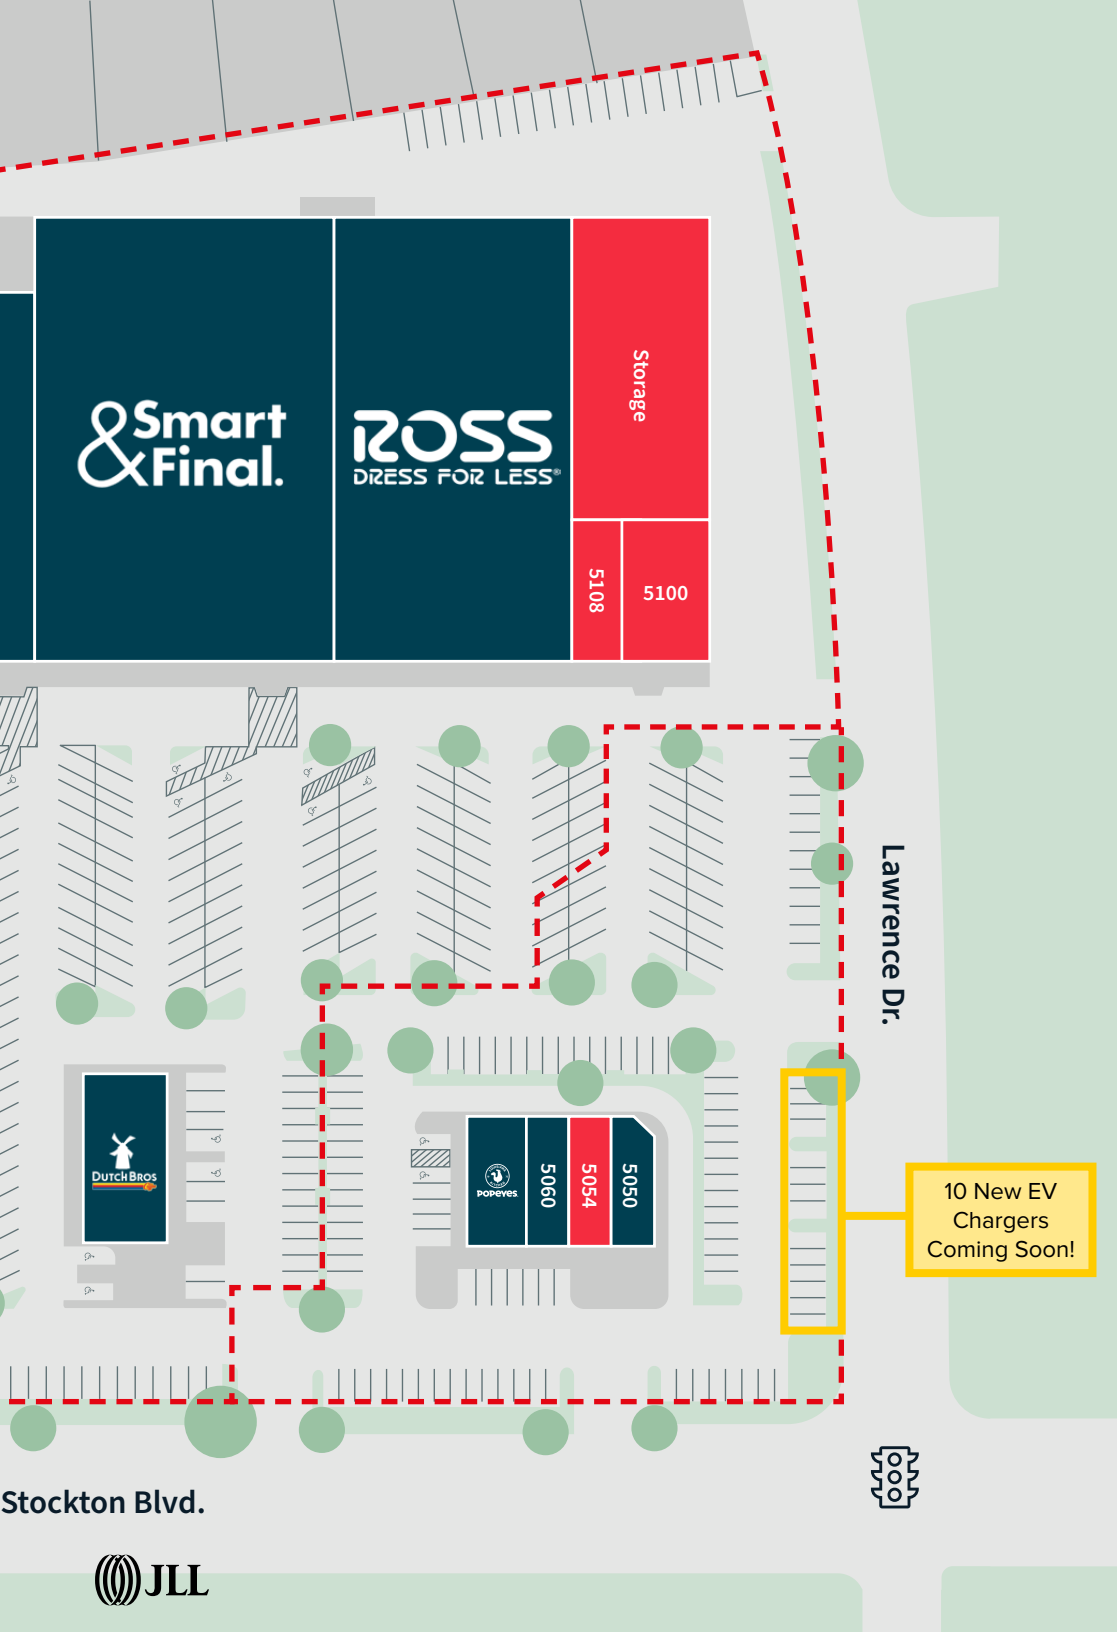 &Smart
Final.
ROSS
DRESS FOR LESS®
Storage
5108
5100
Lawrence Dr.
DUTCH BROS
POPEYES
5060
5054
5050
10 New EV
Chargers
Coming Soon!
Stockton Blvd.
JLL